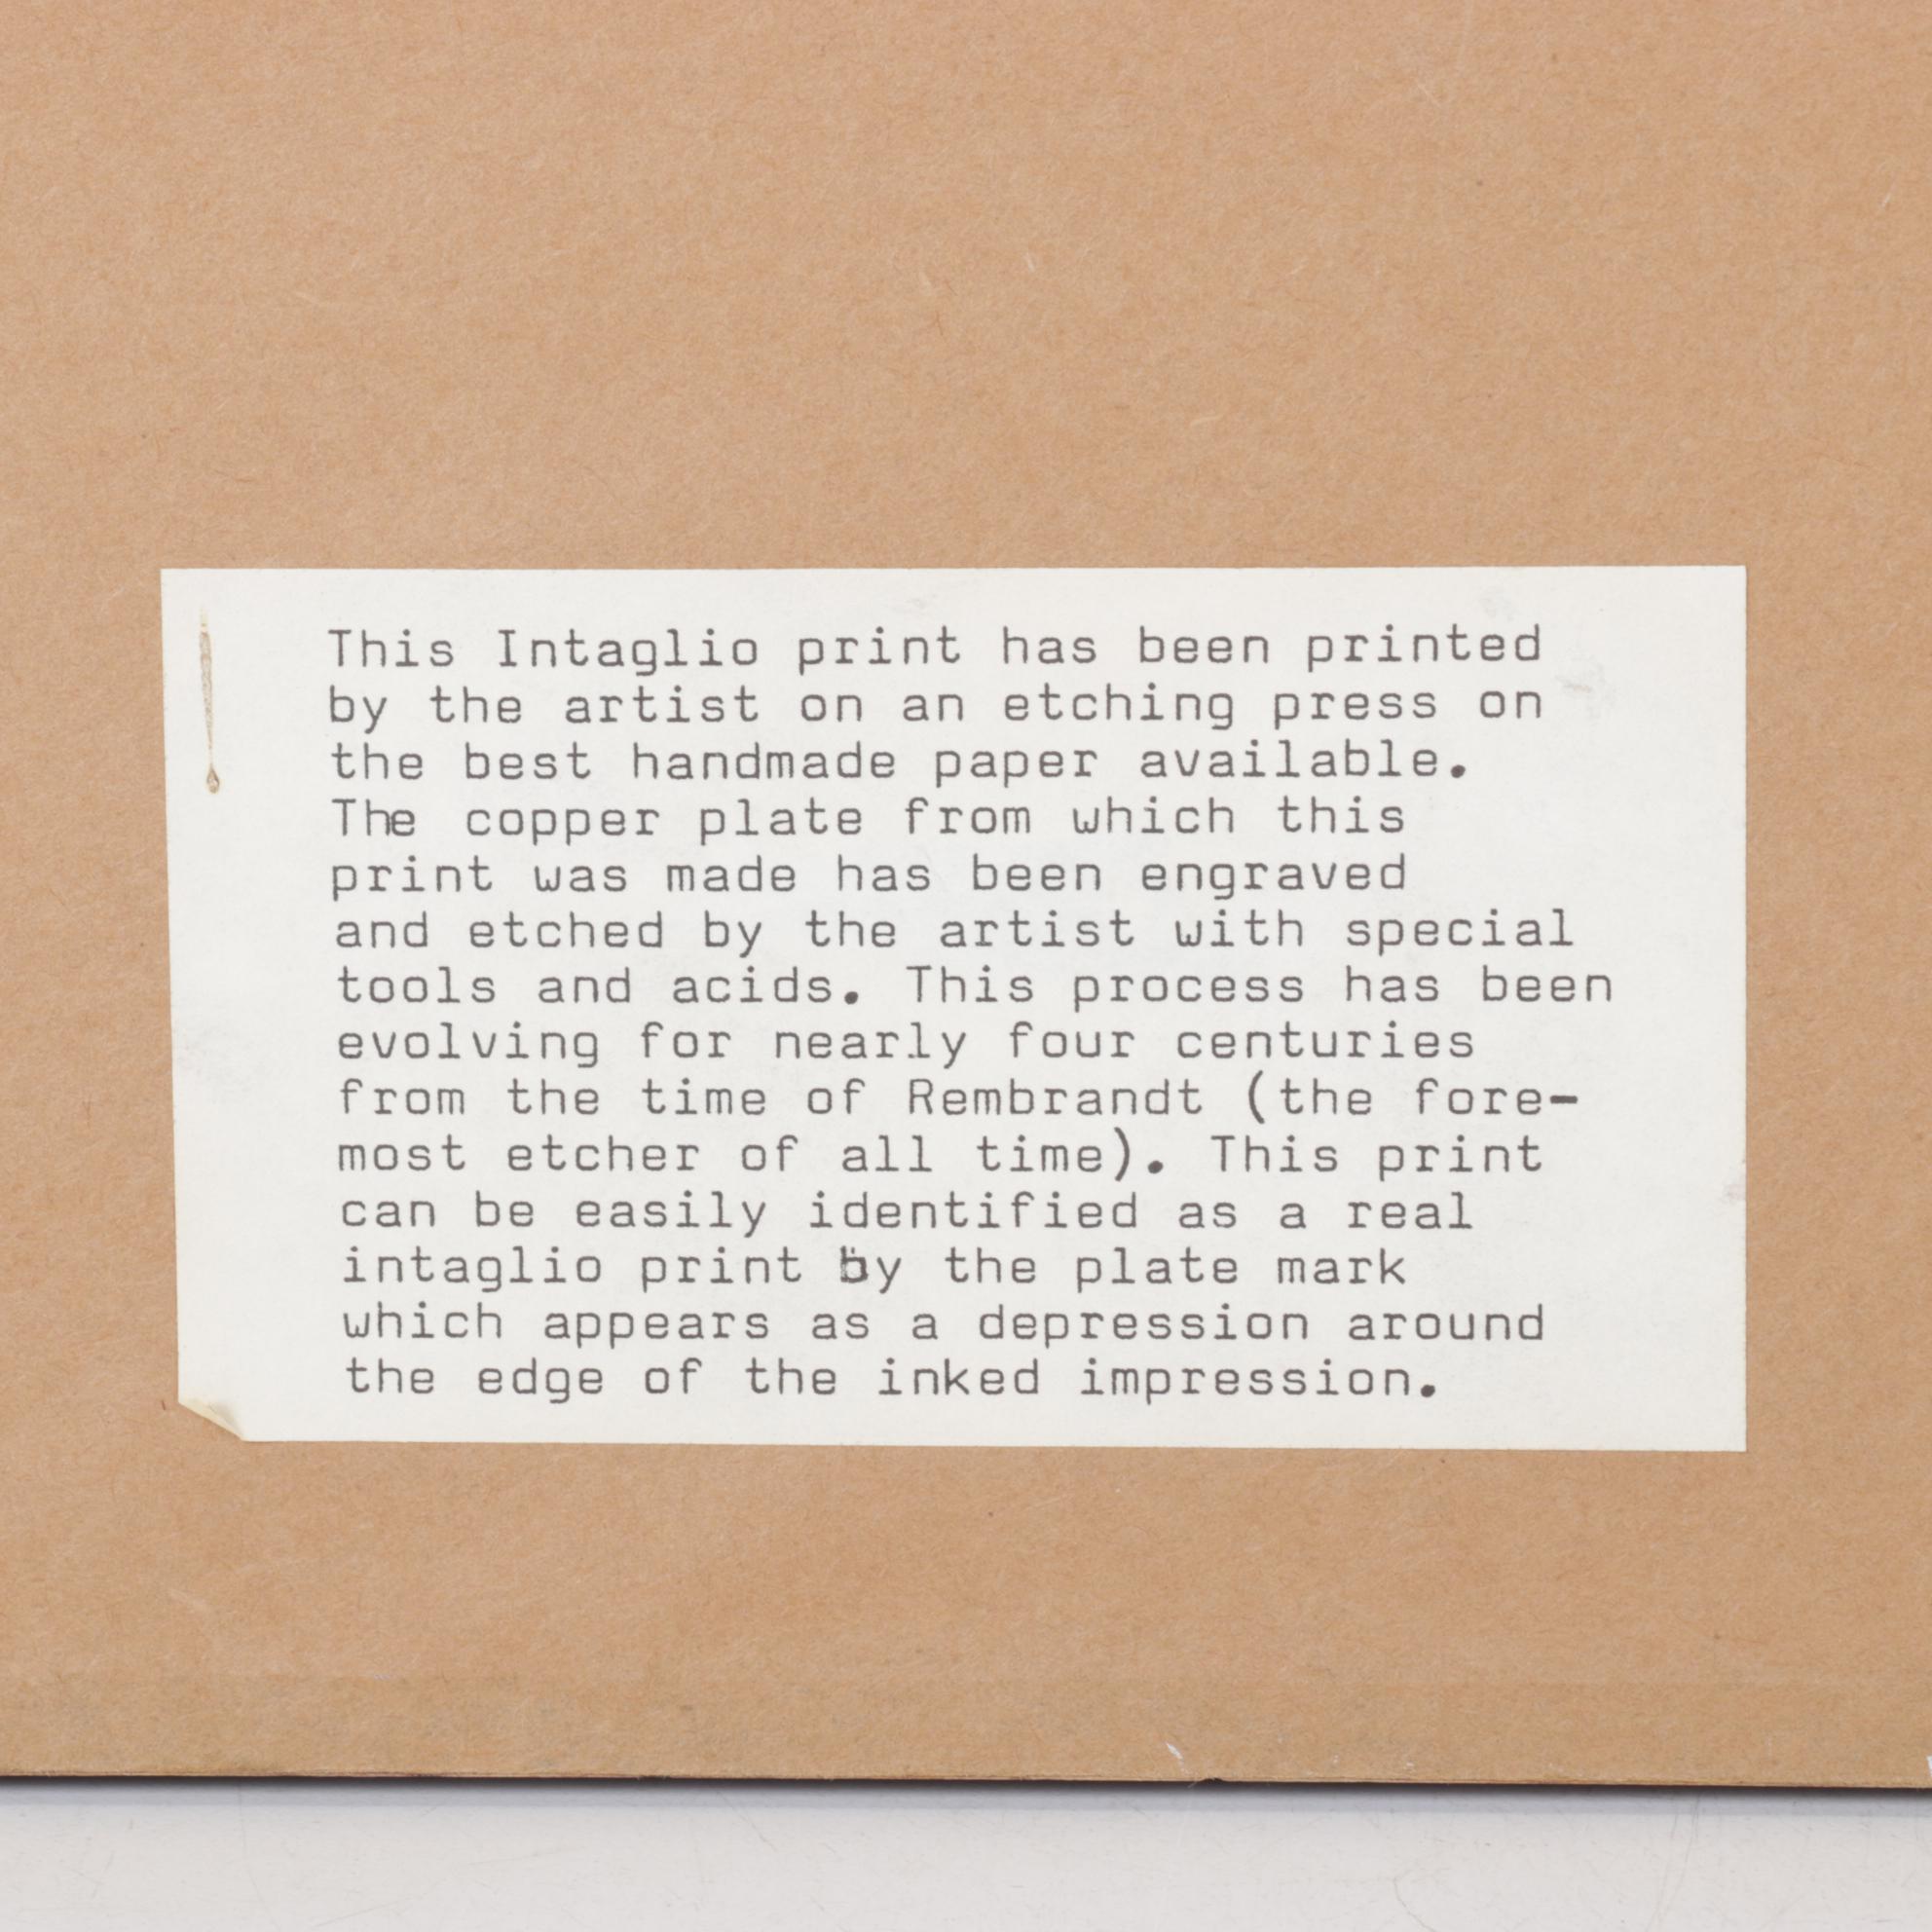 This Intaglio print has been printed
by the artist on an etching press on
the best handmade paper available.
The copper plate from which this
print was made has been engraved
and etched by the artist with special
tools and acids. This process has been
evolving for nearly four centuries
from the time of Rembrandt (the fore-
most etcher of all time). This print
can be easily identified as a real
intaglio print by the plate mark
which appears as a depression around
the edge of the inked impression.